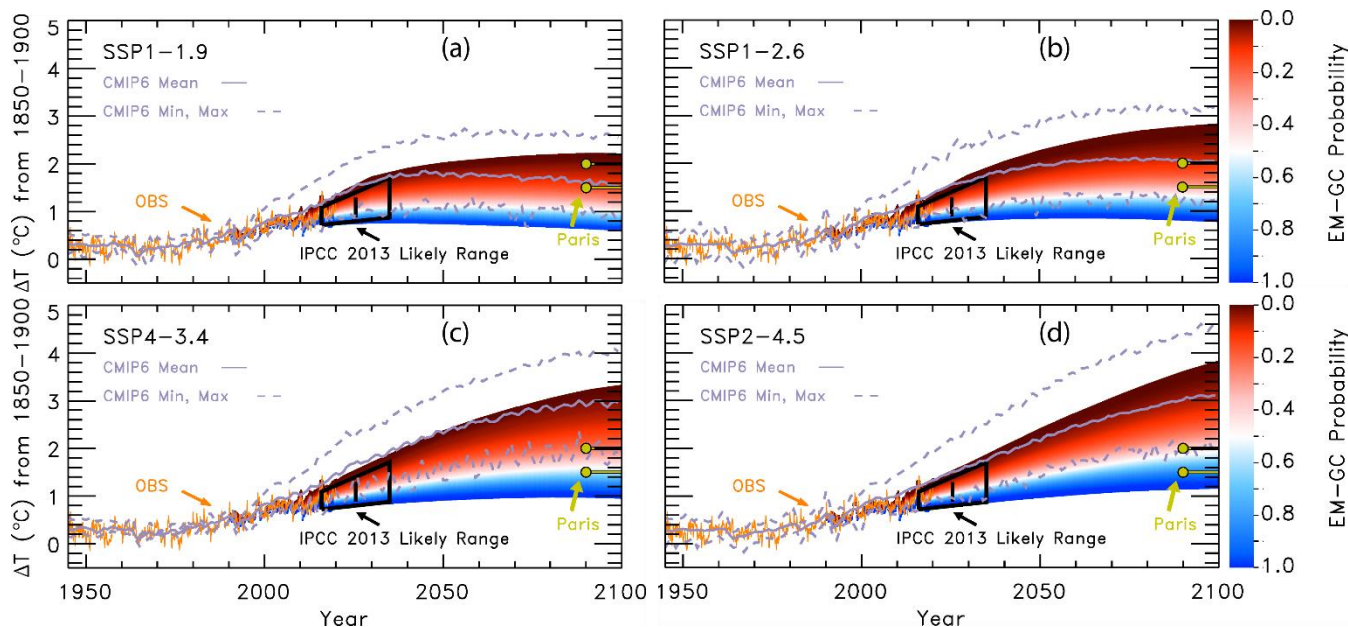 ΔT (°C) from 1850-1900
5
4
3
2
1
0
SSP1-1.9
(a)
CMIP6 Mean
CMIP6 Min, Max
OBS
IPCC 2013 Likely Range
Paris
SSP1-2.6
(b)
CMIP6 Mean
CMIP6 Min, Max
OBS
IPCC 2013 Likely Range
Paris
0.0
0.2
0.4
0.6
0.8
1.0
EM-GC Probability
ΔT (°C) from 1850-1900
5
4
3
2
1
0
SSP4-3.4
(c)
CMIP6 Mean
CMIP6 Min, Max
OBS
IPCC 2013 Likely Range
Paris
1950
2000
2050
2100
Year
SSP2-4.5
(d)
CMIP6 Mean
CMIP6 Min, Max
OBS
IPCC 2013 Likely Range
Paris
1950
2000
2050
2100
Year
0.0
0.2
0.4
0.6
0.8
1.0
EM-GC Probability